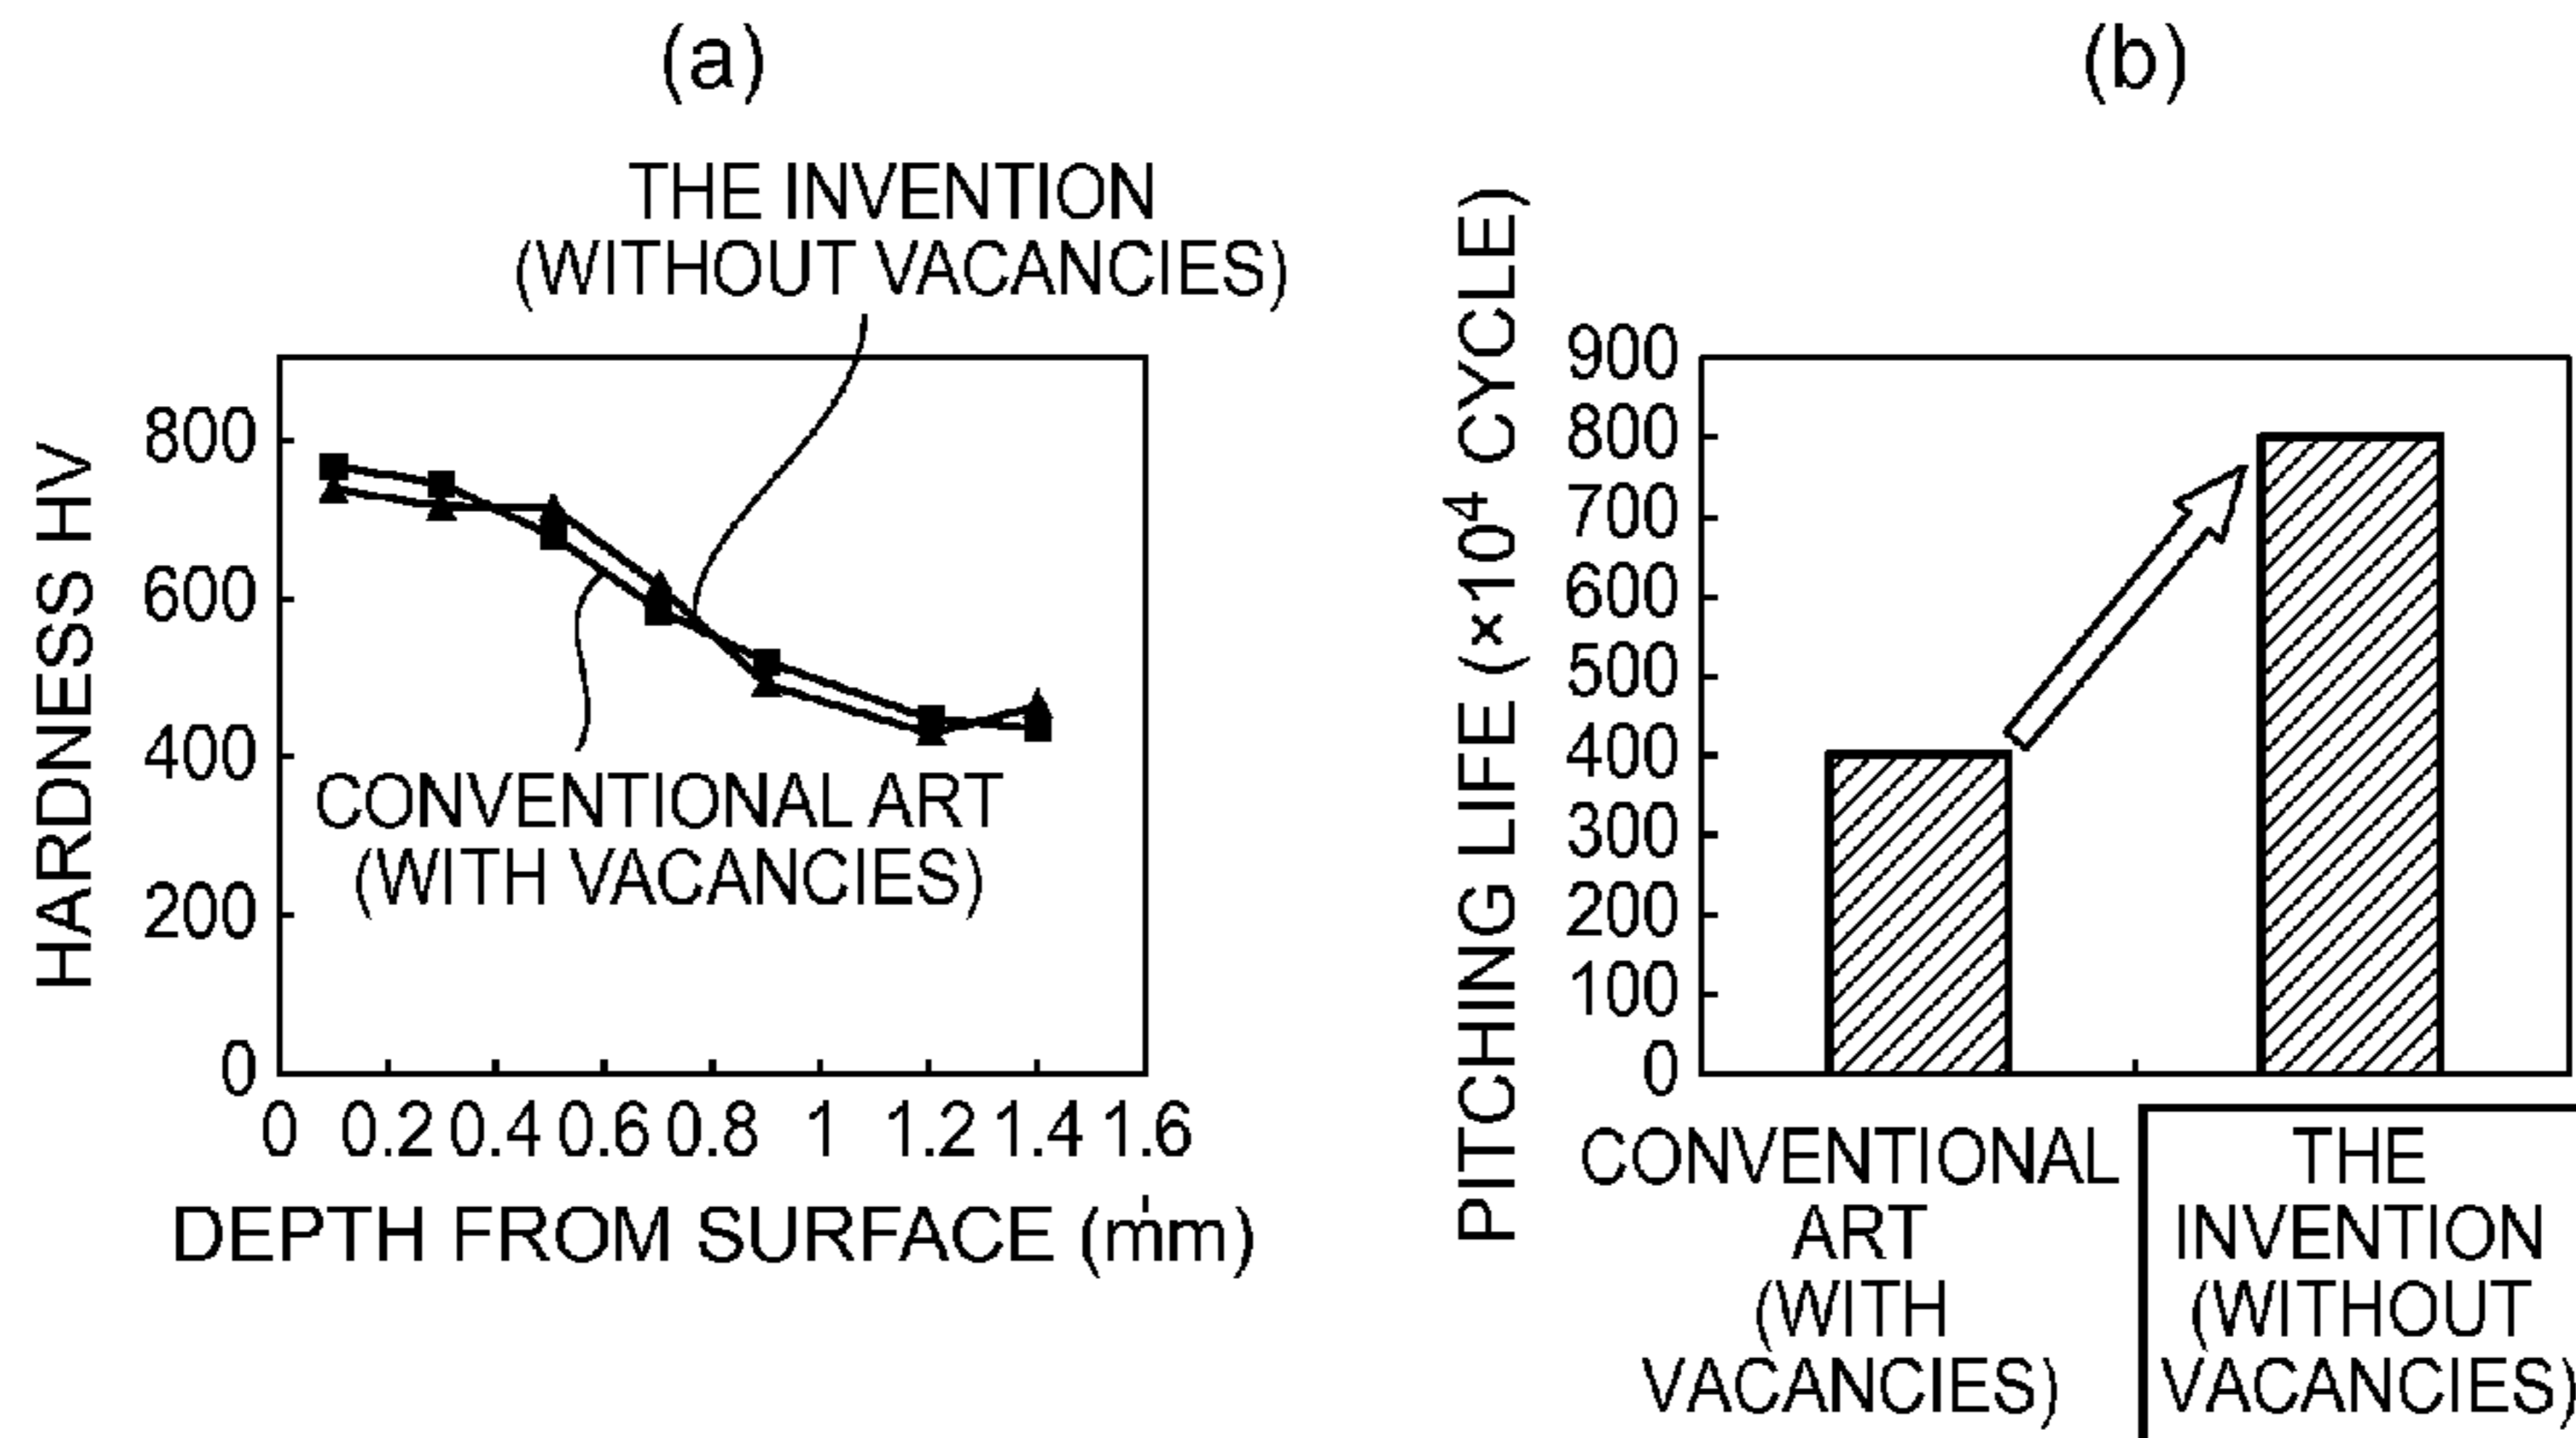 (a)
THE INVENTION
(WITHOUT VACANCIES)
HARDNESS HV
800
600
400
200
0
CONVENTIONAL ART
(WITH VACANCIES)
0 0.2 0.4 0.6 0.8 1 1.2 1.4 1.6
DEPTH FROM SURFACE (mm)
(b)
PITCHING LIFE (×10⁴ CYCLE)
900
800
700
600
500
400
300
200
100
0
CONVENTIONAL
ART
(WITH
VACANCIES)
THE
INVENTION
(WITHOUT
VACANCIES)